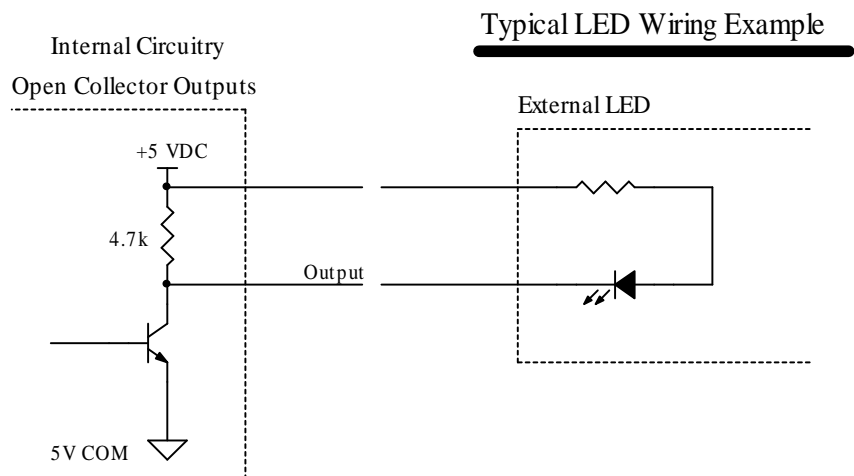 Typical LED Wiring Example
Internal Circuitry
Open Collector Outputs
External LED
+5 VDC
4.7k
Output
5V COM